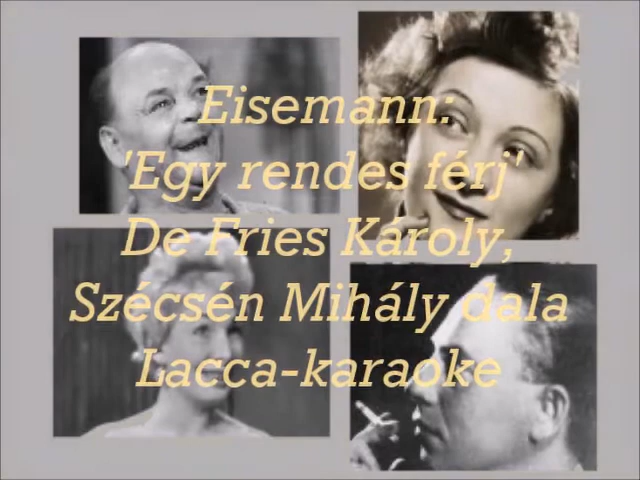 Eisemann:
'Egy rendes férj'
De Fries Károly,
Szécsén Mihály dala
Lacca-karaoke